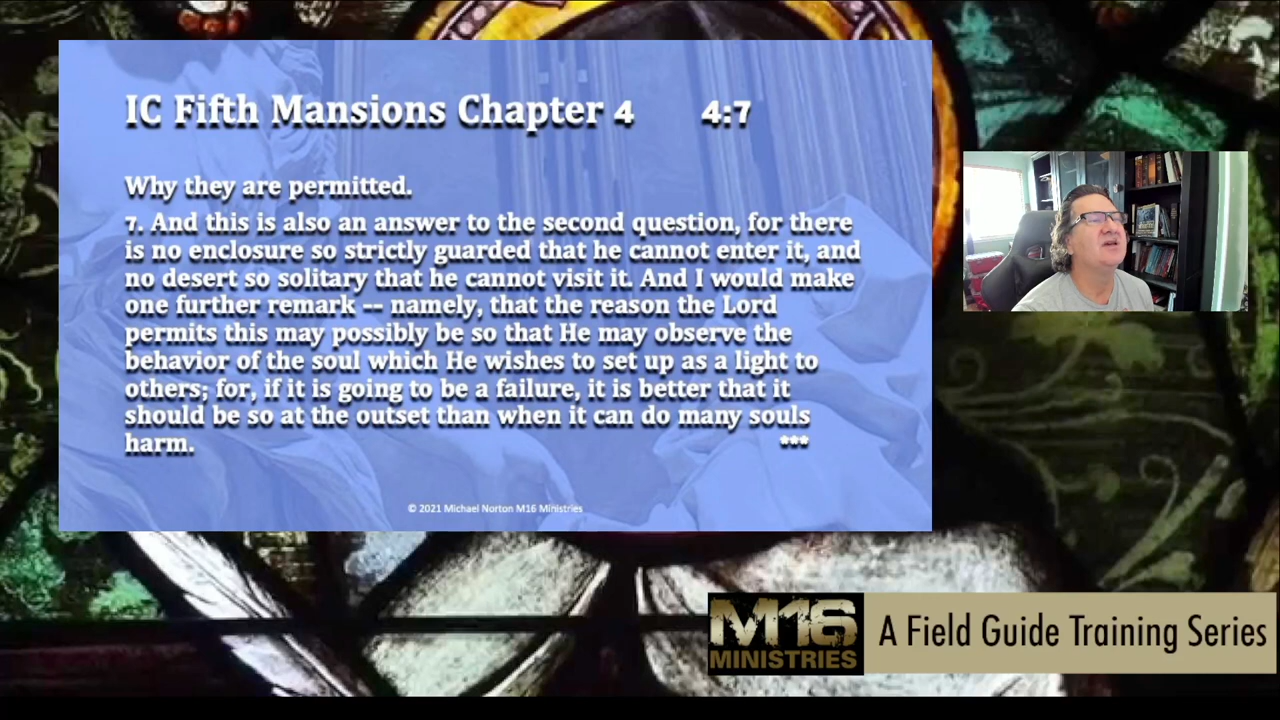 IC Fifth Mansions Chapter 4 4:7
Why they are permitted.
7. And this is also an answer to the second question, for there
is no enclosure so strictly guarded that he cannot enter it, and
no desert so solitary that he cannot visit it. And I would make
one further remark -- namely, that the reason the Lord
permits this may possibly be so that He may observe the
behavior of the soul which He wishes to set up as a light to
others; for, if it is going to be a failure, it is better that it
should be so at the outset than when it can do many souls
harm. ***
© 2021 Michael Norton M16 Ministries
M16
MINISTRIES
A Field Guide Training Series